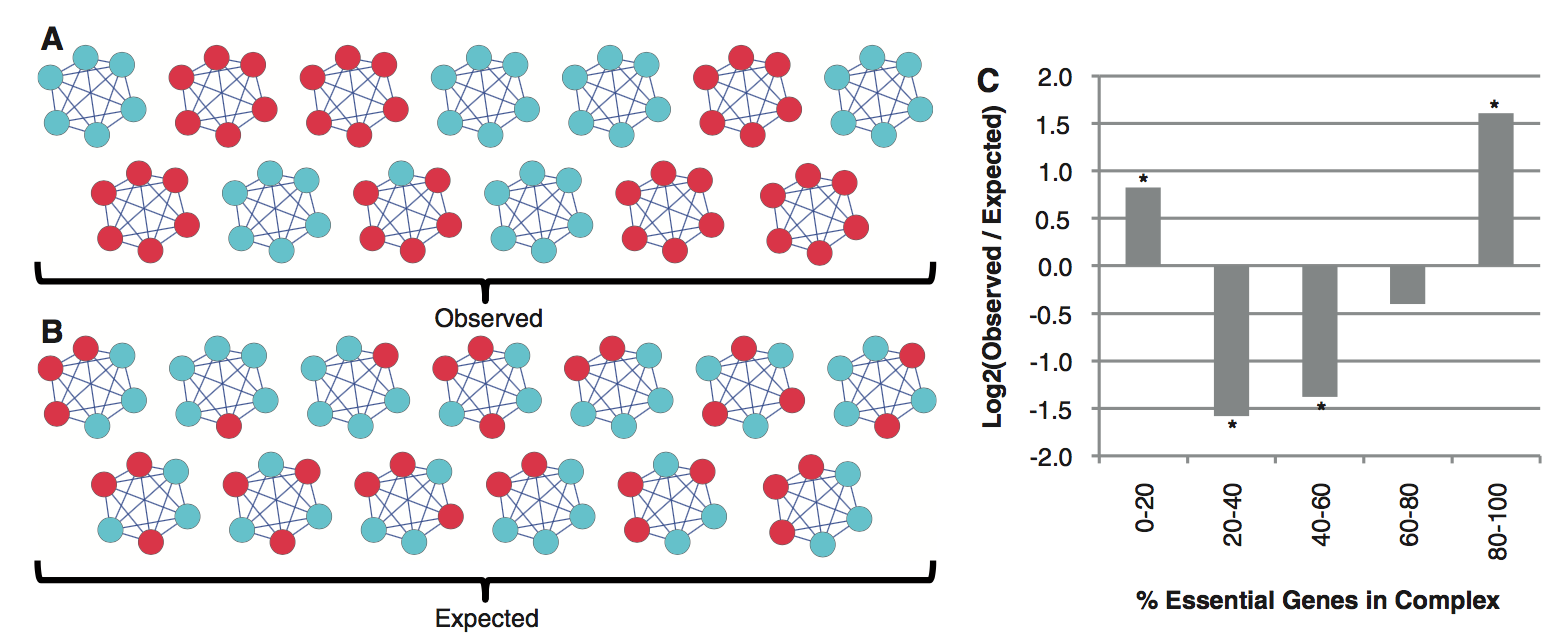 A
Observed
B
Expected
C
Log2(Observed / Expected)
2.0
1.5
1.0
0.5
0.0
-0.5
-1.0
-1.5
-2.0
*
*
*
*
0-20
20-40
40-60
60-80
80-100
% Essential Genes in Complex